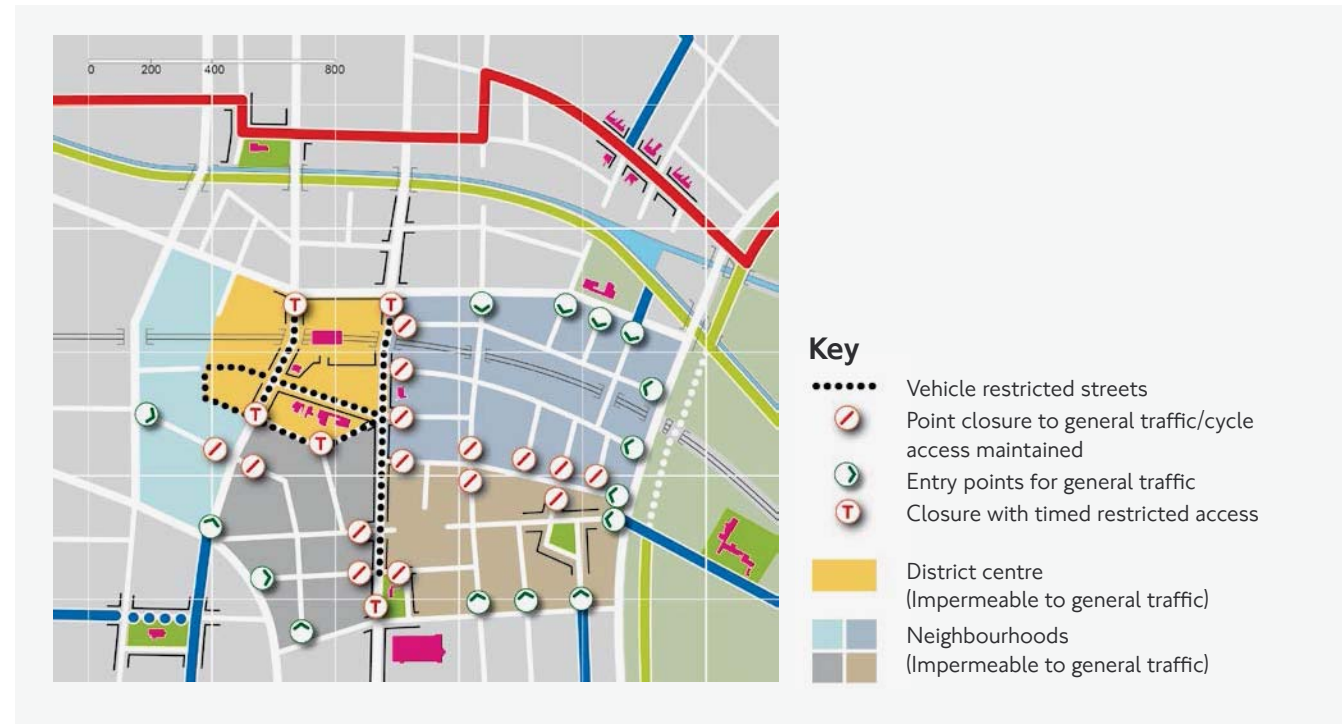 0 200 400 800
T T
T
T
T
Key
Vehicle restricted streets
Point closure to general traffic/cycle
access maintained
Entry points for general traffic
T Closure with timed restricted access
District centre
(Impermeable to general traffic)
Neighbourhoods
(Impermeable to general traffic)